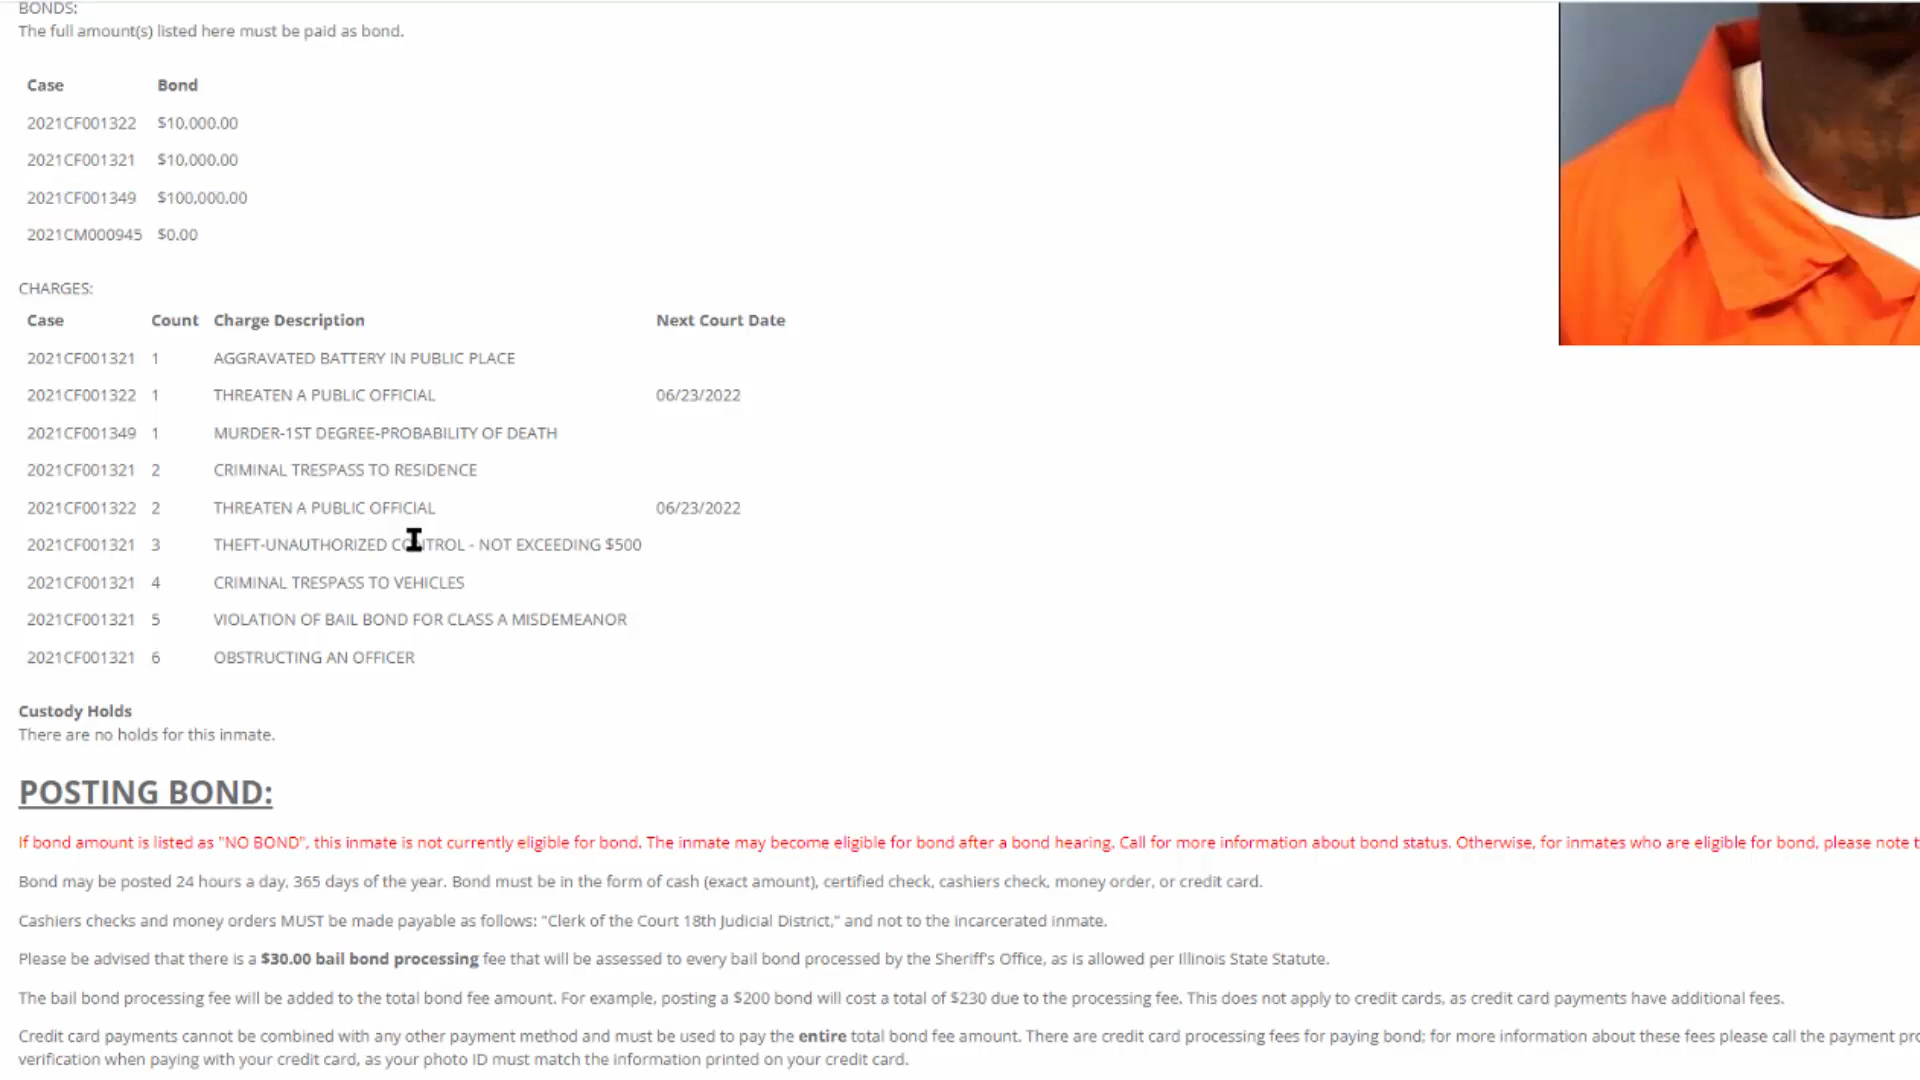 BONDS:
The full amount(s) listed here must be paid as bond.
Case Bond
2021CF001322 $10,000.00
2021CF001321 $10,000.00
2021CF001349 $100,000.00
2021CM000945 $0.00
CHARGES:
Case Count Charge Description Next Court Date
2021CF001321 1 AGGRAVATED BATTERY IN PUBLIC PLACE
2021CF001322 1 THREATEN A PUBLIC OFFICIAL 06/23/2022
2021CF001349 1 MURDER-1ST DEGREE-PROBABILITY OF DEATH
2021CF001321 2 CRIMINAL TRESPASS TO RESIDENCE
2021CF001322 2 THREATEN A PUBLIC OFFICIAL 06/23/2022
2021CF001321 3 THEFT-UNAUTHORIZED CONTROL - NOT EXCEEDING $500
2021CF001321 4 CRIMINAL TRESPASS TO VEHICLES
2021CF001321 5 VIOLATION OF BAIL BOND FOR CLASS A MISDEMEANOR
2021CF001321 6 OBSTRUCTING AN OFFICER
Custody Holds
There are no holds for this inmate.
POSTING BOND:
If bond amount is listed as "NO BOND", this inmate is not currently eligible for bond. The inmate may become eligible for bond after a bond hearing. Call for more information about bond status. Otherwise, for inmates who are eligible for bond, please note t
Bond may be posted 24 hours a day, 365 days of the year. Bond must be in the form of cash (exact amount), certified check, cashiers check, money order, or credit card.
Cashiers checks and money orders MUST be made payable as follows: "Clerk of the Court 18th Judicial District," and not to the incarcerated inmate.
Please be advised that there is a $30.00 bail bond processing fee that will be assessed to every bail bond processed by the Sheriff's Office, as is allowed per Illinois State Statute.
The bail bond processing fee will be added to the total bond fee amount. For example, posting a $200 bond will cost a total of $230 due to the processing fee. This does not apply to credit cards, as credit card payments have additional fees.
Credit card payments cannot be combined with any other payment method and must be used to pay the entire total bond fee amount. There are credit card processing fees for paying bond; for more information about these fees please call the payment pro
verification when paying with your credit card, as your photo ID must match the information printed on your credit card.